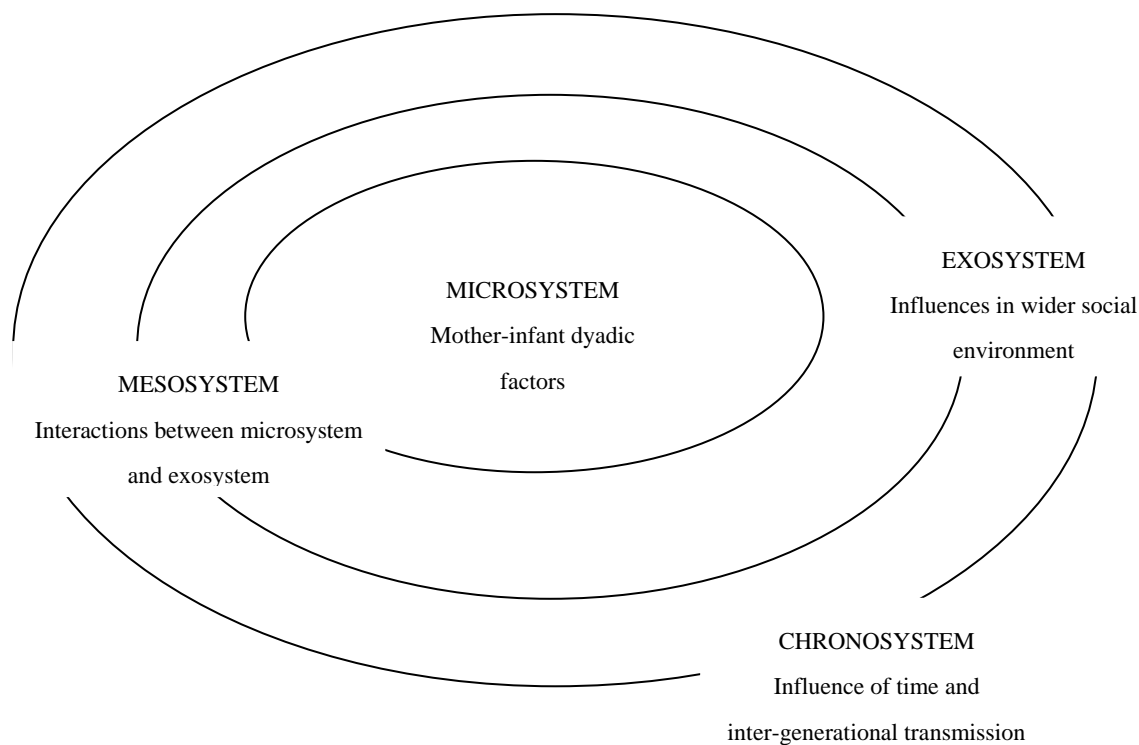 EXOSYSTEM
Influences in wider social
environment
MICROSYSTEM
Mother-infant dyadic
factors
MESOSYSTEM
Interactions between microsystem
and exosystem
CHRONOSYSTEM
Influence of time and
inter-generational transmission